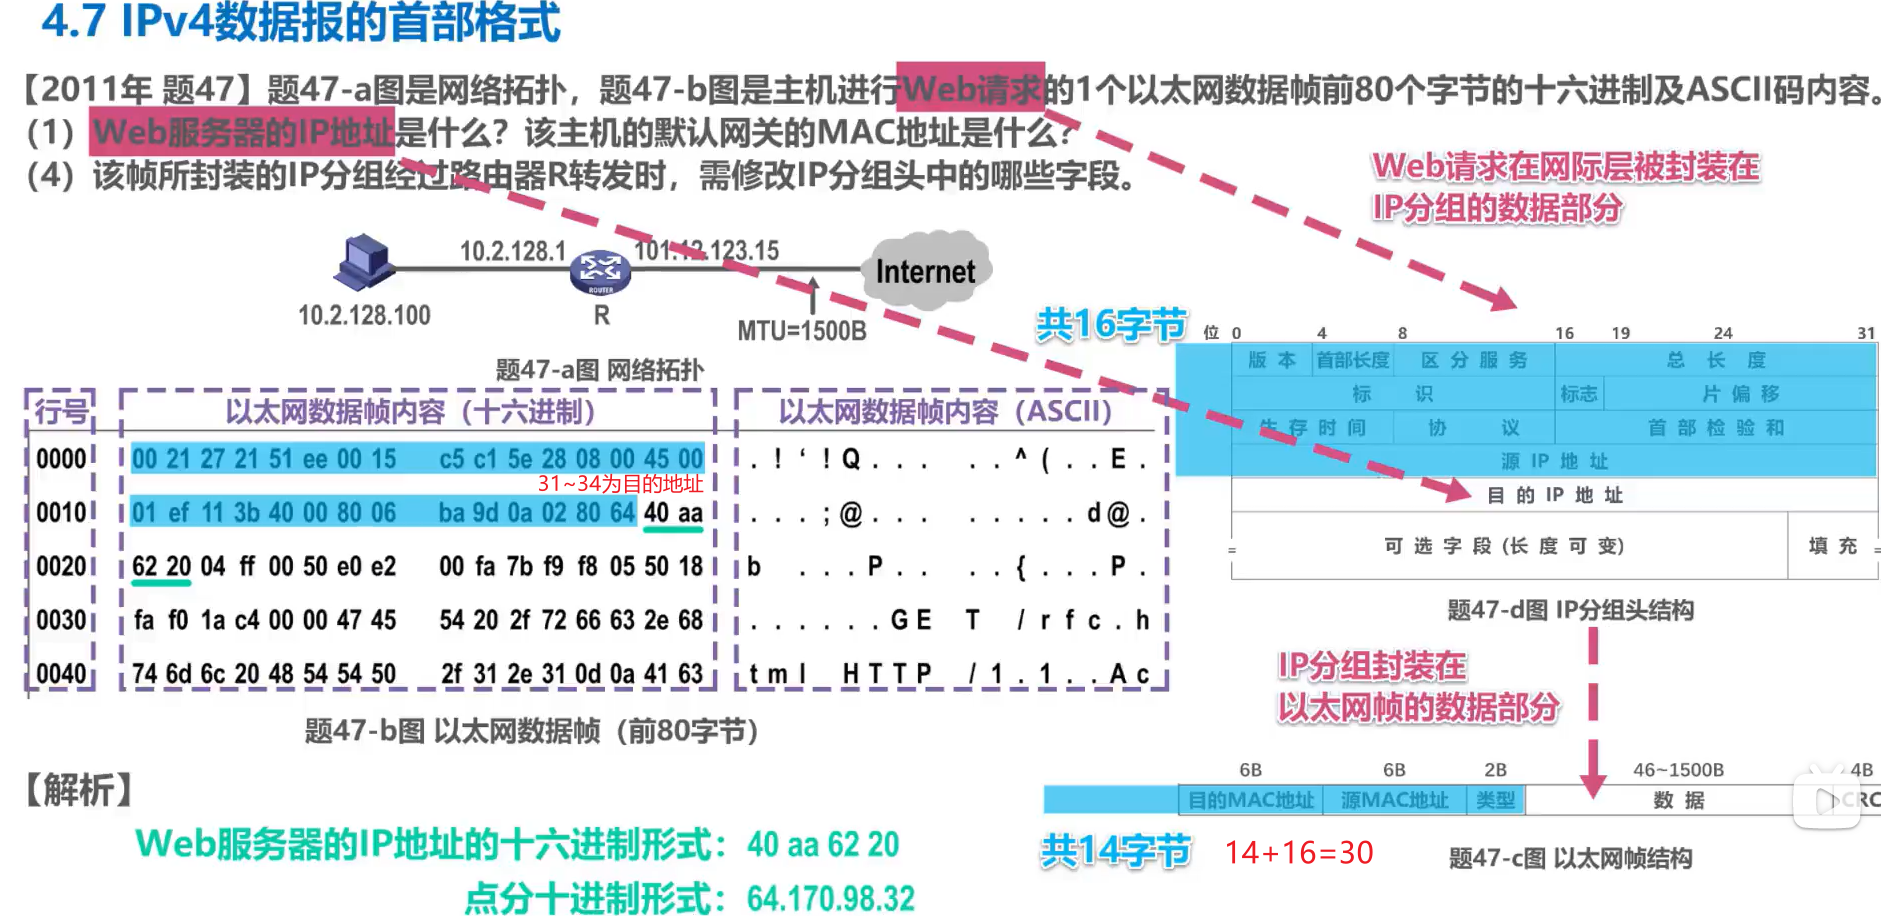 4.7 IPv4数据报的首部格式
【2011年 题47】题47-a图是网络拓扑，题47-b图是主机进行Web请求的1个以太网数据帧前80个字节的十六进制及ASCII码内容。
（1）Web服务器的IP地址是什么？该主机的默认网关的MAC地址是什么？
（4）该帧所封装的IP分组经过路由器R转发时，需修改IP分组头中的哪些字段。
Web请求在网际层被封装在
IP分组的数据部分
10.2.128.1
101.12.123.15
Internet
ROUTER
10.2.128.100
R
MTU=1500B
题47-a图 网络拓扑
共16字节
位 0 4 8 16 19 24 31
版 本 首部长度 区 分 服 务 总 长 度
标 识 标志 片 偏 移
生 存 时 间 协 议 首 部 检 验 和
源 IP 地 址
目 的 IP 地 址
可 选 字 段 (长 度 可 变) 填 充
题47-d图 IP分组头结构
行号 以太网数据帧内容（十六进制） 以太网数据帧内容（ASCII）
0000 00 21 27 21 51 ee 00 15 c5 c1 5e 28 08 00 45 00 . ! ‘ ! Q . . . . . ^ ( . . E .
31~34为目的地址
0010 01 ef 11 3b 40 00 80 06 ba 9d 0a 02 80 64 40 aa . . . ; @ . . . . . . . . d @ .
0020 62 20 04 ff 00 50 e0 e2 00 fa 7b f9 f8 05 50 18 b . . . P . . . . { . . . P .
0030 fa f0 1a c4 00 00 47 45 54 20 2f 72 66 63 2e 68 . . . . . . G E T / r f c . h
0040 74 6d 6c 20 48 54 54 50 2f 31 2e 31 0d 0a 41 63 t m l H T T P / 1 . 1 . . A c
题47-b图 以太网数据帧（前80字节）
IP分组封装在
以太网帧的数据部分
6B 6B 2B 46~1500B 4B
目的MAC地址 源MAC地址 类型 数 据 CRC
共14字节
14+16=30
题47-c图 以太网帧结构
【解析】
Web服务器的IP地址的十六进制形式：40 aa 62 20
点分十进制形式：64.170.98.32